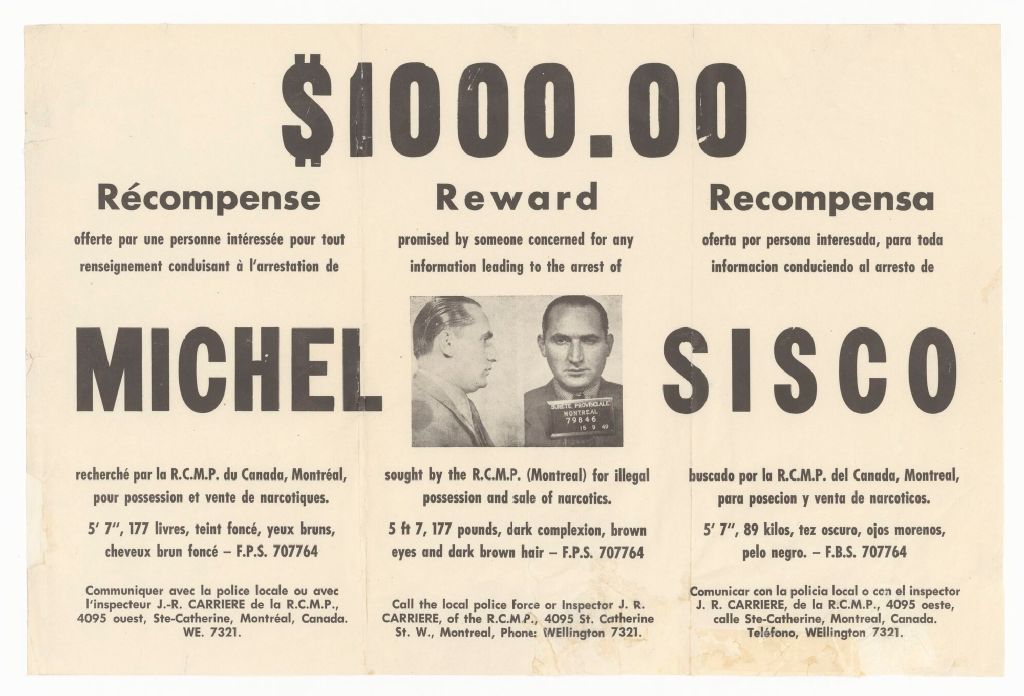 $1000.00
Récompense
offerte par une personne intéressée pour tout
renseignement conduisant à l'arrestation de
Reward
promised by someone concerned for any
information leading to the arrest of
Recompensa
oferta por persona interesada, para toda
informacion conduciendo al arresto de
MICHEL
SURETE PROVINCIALE
MONTREAL
79846
15 9 49
SISCO
recherché par la R.C.M.P. du Canada, Montréal,
pour possession et vente de narcotiques.
5' 7", 177 livres, teint foncé, yeux bruns,
cheveux brun foncé – F.P.S. 707764
Communiquer avec la police locale ou avec
l'inspecteur J.-R. CARRIERE de la R.C.M.P.,
4095 ouest, Ste-Catherine, Montréal, Canada.
WE. 7321.
sought by the R.C.M.P. (Montreal) for illegal
possession and sale of narcotics.
5 ft 7, 177 pounds, dark complexion, brown
eyes and dark brown hair – F.P.S. 707764
Call the local police force or Inspector J. R.
CARRIERE, of the R.C.M.P., 4095 St. Catherine
St. W., Montreal, Phone: WEllington 7321.
buscado por la R.C.M.P. del Canada, Montreal,
para posecion y venta de narcoticos.
5' 7", 89 kilos, tez oscuro, ojos morenos,
pelo negro. – F.B.S. 707764
Comunicar con la policia local o con el inspector
J. R. CARRIERE, de la R.C.M.P., 4095 oeste,
calle Ste-Catherine, Montreal, Canada.
Teléfono, WEllington 7321.